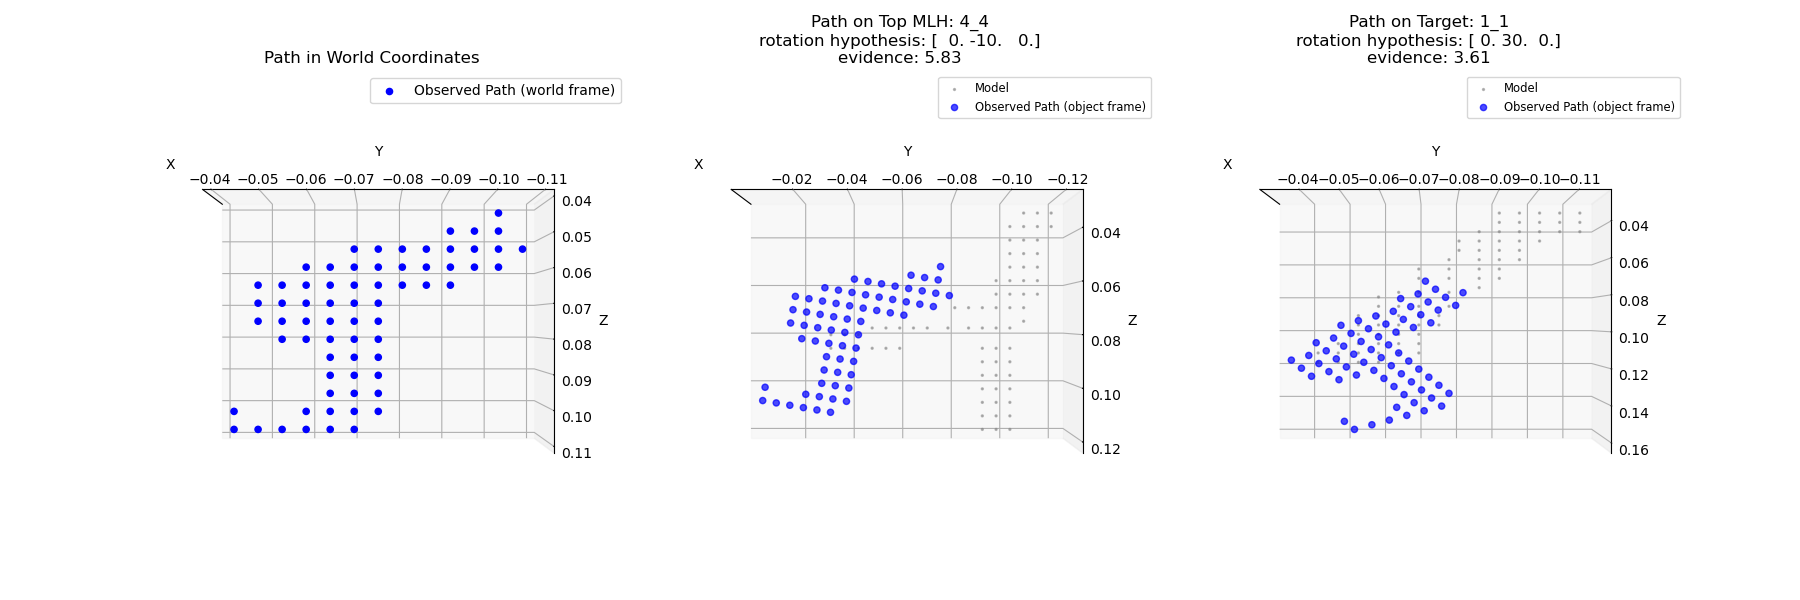 Path in World Coordinates
Observed Path (world frame)
X
Y
−0.04 −0.05 −0.06 −0.07 −0.08 −0.09 −0.10 −0.11
0.04
0.05
0.06
0.07
Z
0.08
0.09
0.10
0.11
Path on Top MLH: 4_4
rotation hypothesis: [  0. -10.   0.]
evidence: 5.83
Model
Observed Path (object frame)
X
Y
−0.02 −0.04 −0.06 −0.08 −0.10 −0.12
0.04
0.06
Z
0.08
0.10
0.12
Path on Target: 1_1
rotation hypothesis: [ 0. 30.  0.]
evidence: 3.61
Model
Observed Path (object frame)
X
Y
−0.04 −0.05 −0.06 −0.07 −0.08 −0.09 −0.10 −0.11
0.04
0.06
0.08
Z
0.10
0.12
0.14
0.16